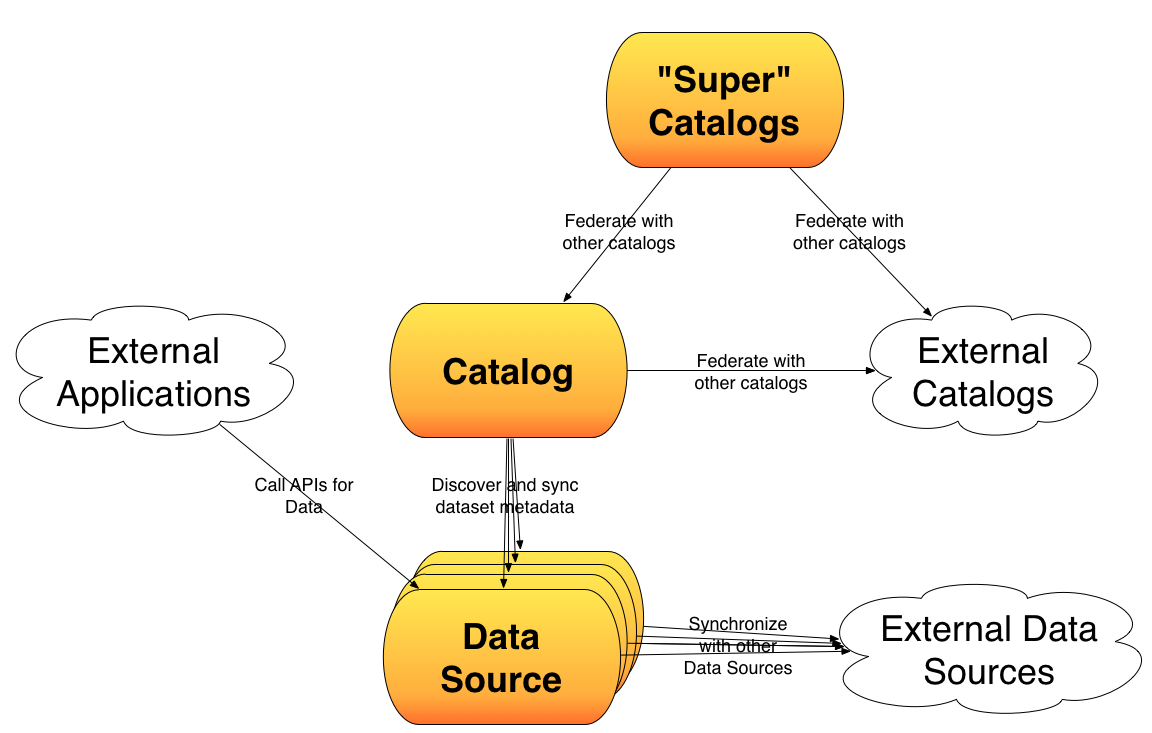 "Super"
Catalogs
Federate with
other catalogs
Federate with
other catalogs
External
Applications
Catalog
Federate with
other catalogs
External
Catalogs
Call APIs for
Data
Discover and sync
dataset metadata
Data
Source
Synchronize
with other
Data Sources
External Data
Sources